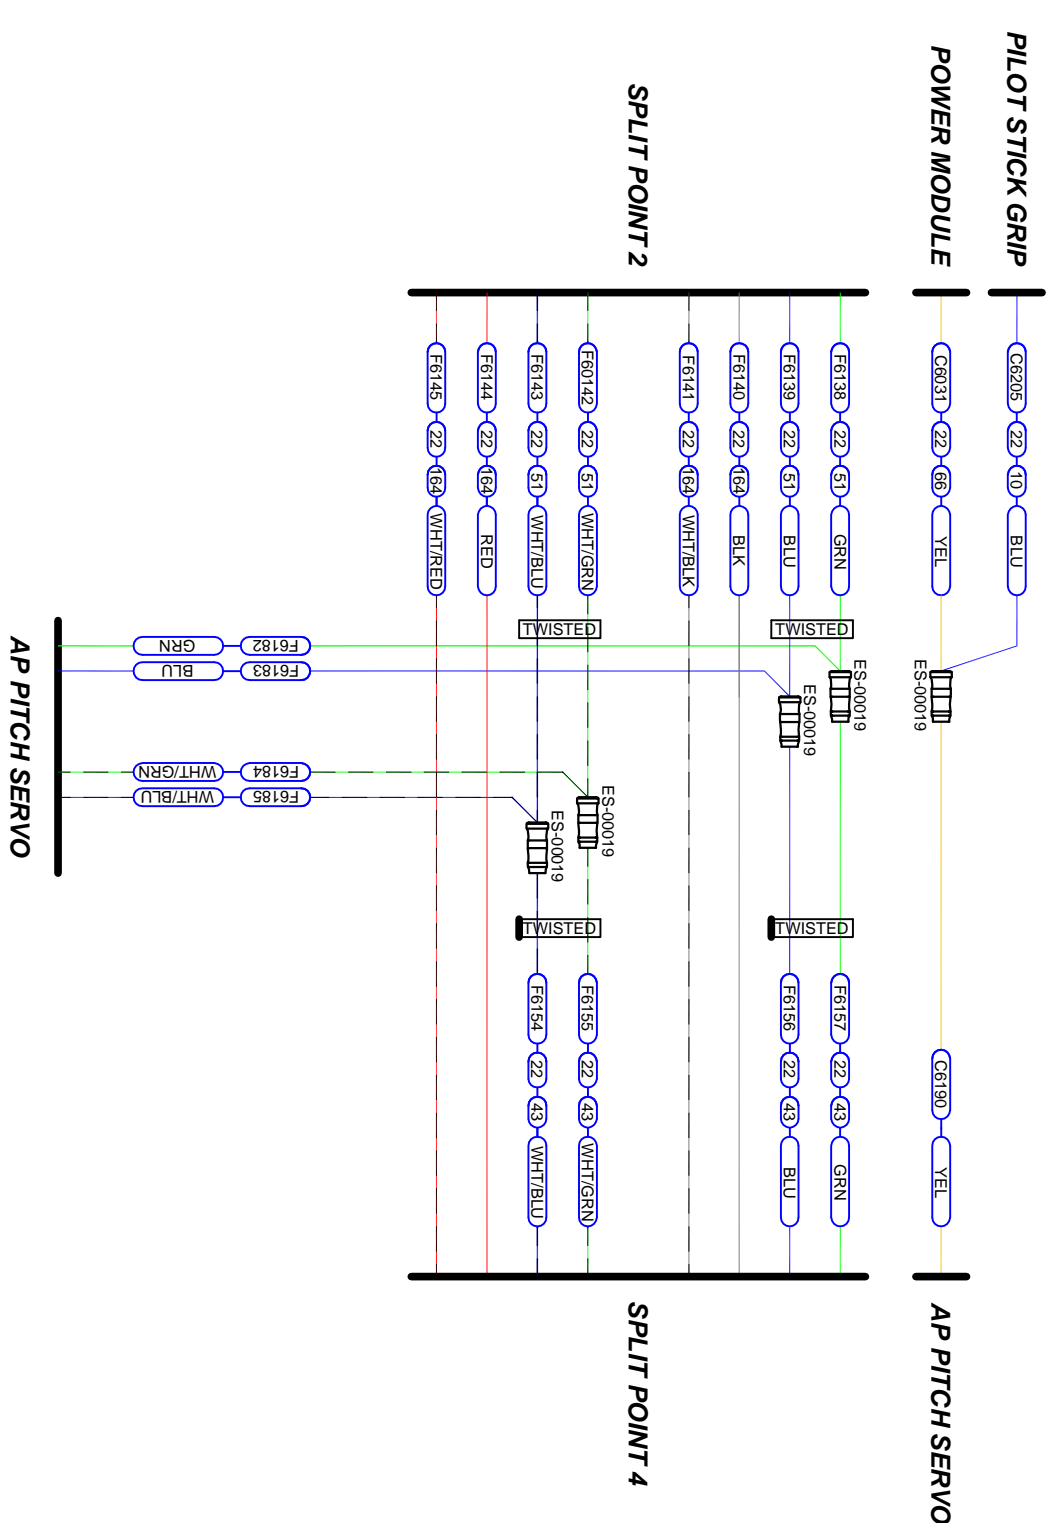 PILOT STICK GRIP
C6205 22 10 BLU
POWER MODULE
C6031 22 66 YEL
ES-00019
C6190 YEL
AP PITCH SERVO
SPLIT POINT 2
F6138 22 51 GRN
TWISTED
ES-00019
TWISTED
F6157 22 43 GRN
F6139 22 51 BLU
ES-00019
F6156 22 43 BLU
F6140 22 164 BLK
F6141 22 164 WHT/BLK
F60142 22 51 WHT/GRN
TWISTED
ES-00019
TWISTED
F6155 22 43 WHT/GRN
F6143 22 51 WHT/BLU
ES-00019
F6154 22 43 WHT/BLU
F6144 22 164 RED
F6145 22 164 WHT/RED
SPLIT POINT 4
F6182 GRN
F6183 BLU
F6184 WHT/GRN
F6185 WHT/BLU
AP PITCH SERVO